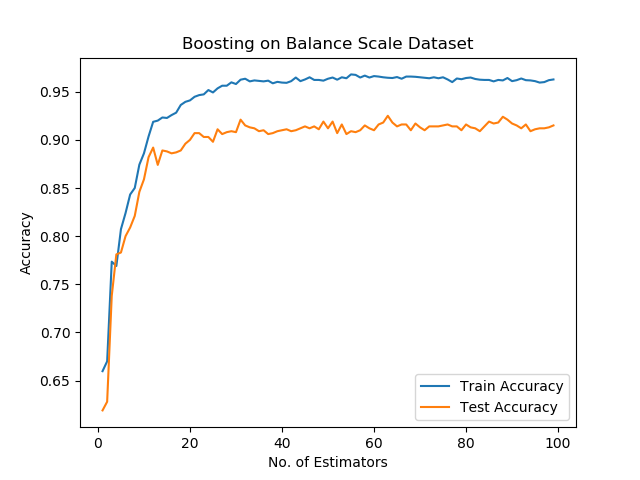 Boosting on Balance Scale Dataset
Accuracy
0.95
0.90
0.85
0.80
0.75
0.70
0.65
0 20 40 60 80 100
No. of Estimators
Train Accuracy
Test Accuracy